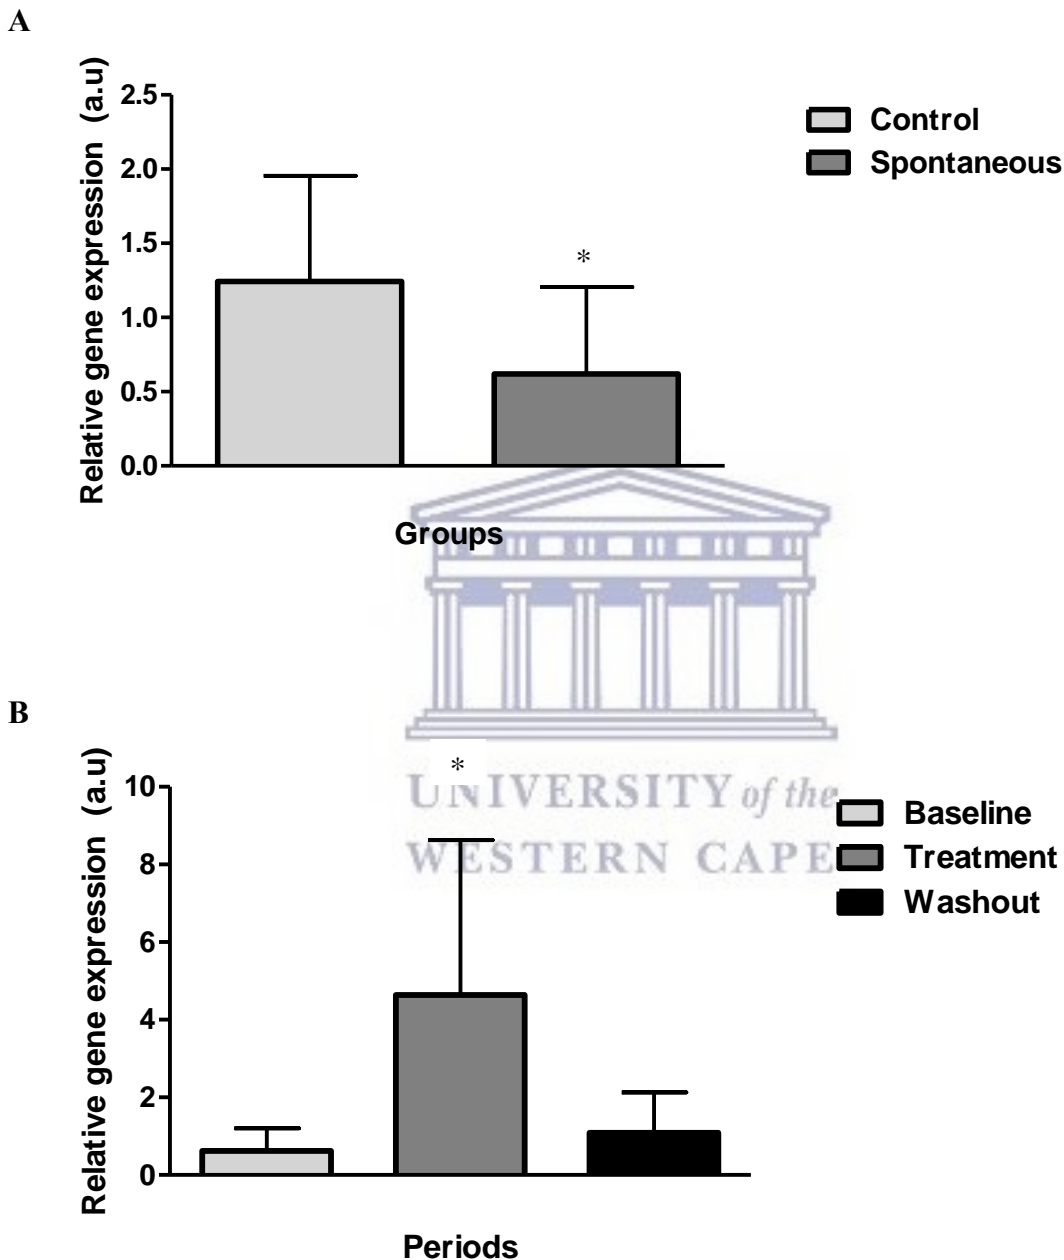 A
Relative gene expression (a.u)
2.5
2.0
1.5
1.0
0.5
0.0
*
Control
Spontaneous
Groups
B
Relative gene expression (a.u)
10
8
6
4
2
0
*
UNIVERSITY of the
WESTERN CAPE
Baseline
Treatment
Washout
Periods